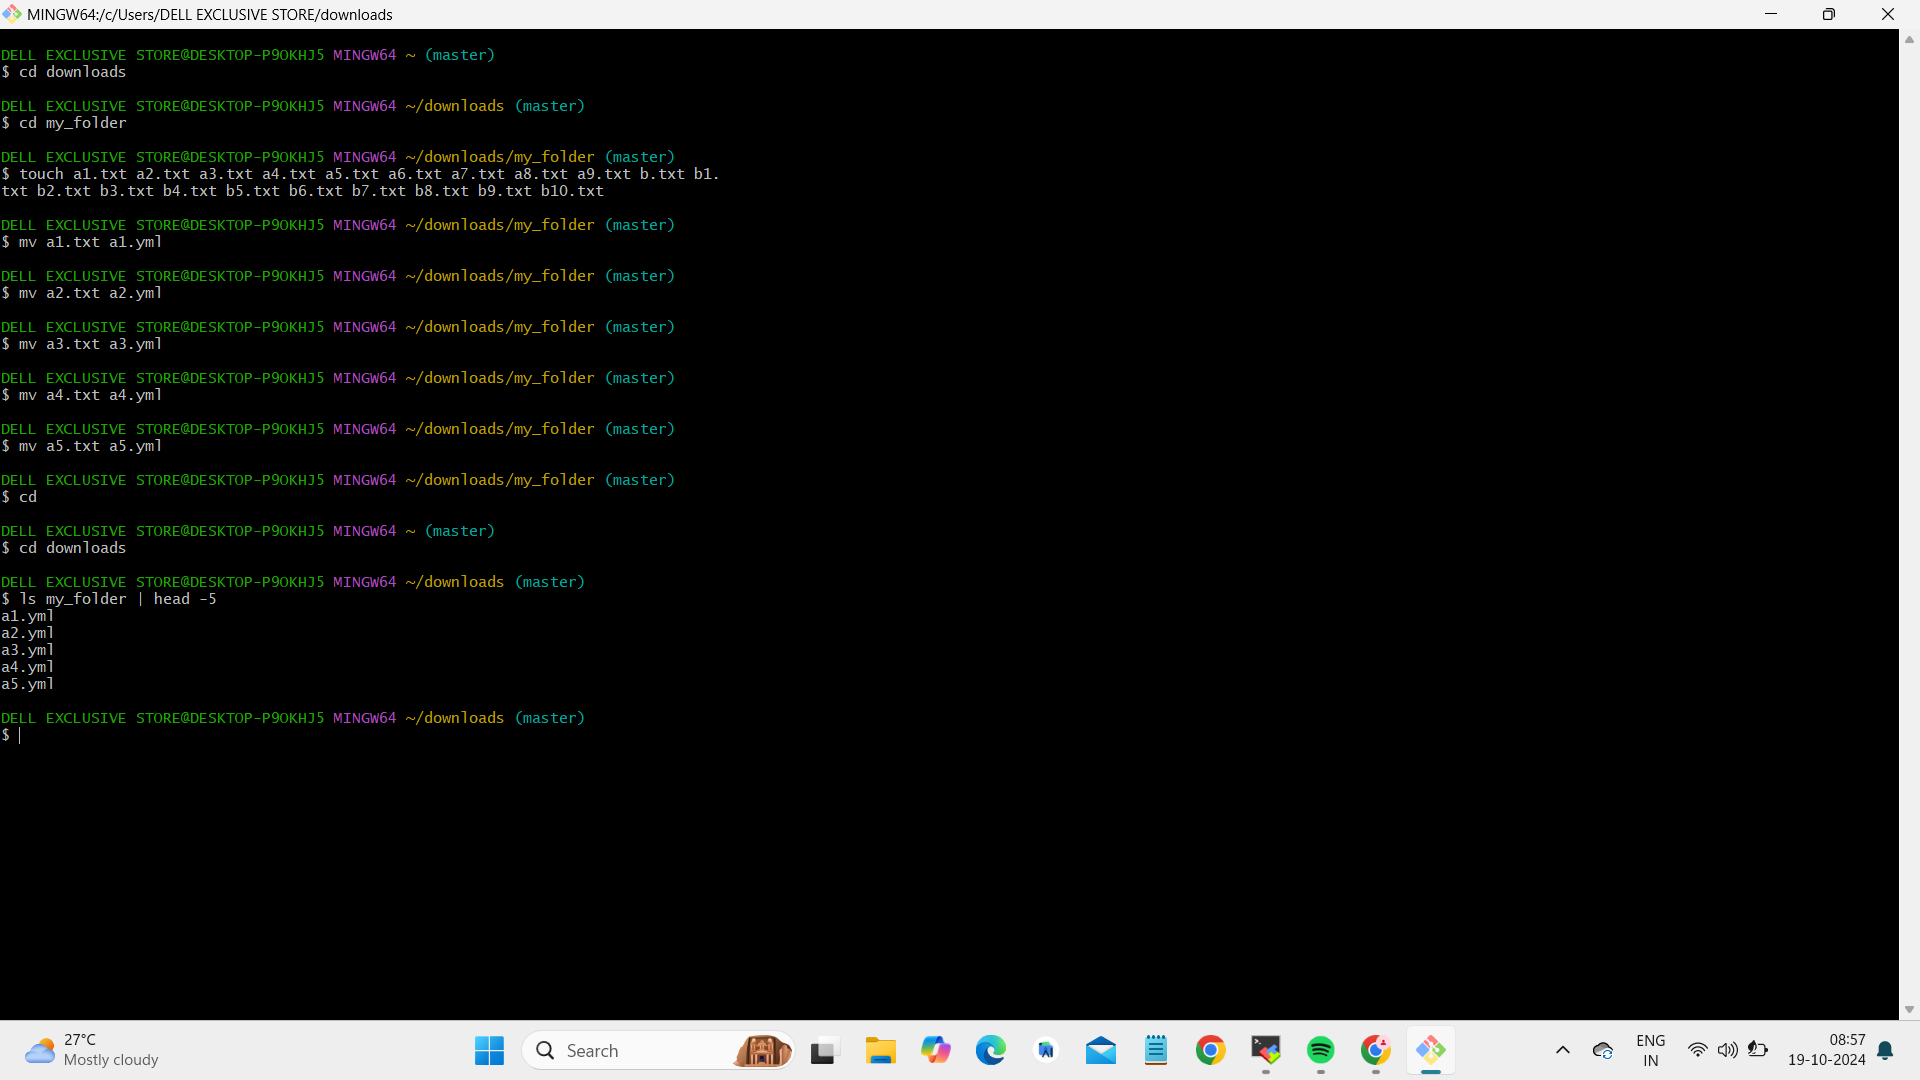 MINGW64:/c/Users/DELL EXCLUSIVE STORE/downloads
DELL EXCLUSIVE STORE@DESKTOP-P9OKHJ5 MINGW64 ~ (master)
$ cd downloads
DELL EXCLUSIVE STORE@DESKTOP-P9OKHJ5 MINGW64 ~/downloads (master)
$ cd my_folder
DELL EXCLUSIVE STORE@DESKTOP-P9OKHJ5 MINGW64 ~/downloads/my_folder (master)
$ touch a1.txt a2.txt a3.txt a4.txt a5.txt a6.txt a7.txt a8.txt a9.txt b.txt b1.
txt b2.txt b3.txt b4.txt b5.txt b6.txt b7.txt b8.txt b9.txt b10.txt
DELL EXCLUSIVE STORE@DESKTOP-P9OKHJ5 MINGW64 ~/downloads/my_folder (master)
$ mv a1.txt a1.yml
DELL EXCLUSIVE STORE@DESKTOP-P9OKHJ5 MINGW64 ~/downloads/my_folder (master)
$ mv a2.txt a2.yml
DELL EXCLUSIVE STORE@DESKTOP-P9OKHJ5 MINGW64 ~/downloads/my_folder (master)
$ mv a3.txt a3.yml
DELL EXCLUSIVE STORE@DESKTOP-P9OKHJ5 MINGW64 ~/downloads/my_folder (master)
$ mv a4.txt a4.yml
DELL EXCLUSIVE STORE@DESKTOP-P9OKHJ5 MINGW64 ~/downloads/my_folder (master)
$ mv a5.txt a5.yml
DELL EXCLUSIVE STORE@DESKTOP-P9OKHJ5 MINGW64 ~/downloads/my_folder (master)
$ cd
DELL EXCLUSIVE STORE@DESKTOP-P9OKHJ5 MINGW64 ~ (master)
$ cd downloads
DELL EXCLUSIVE STORE@DESKTOP-P9OKHJ5 MINGW64 ~/downloads (master)
$ ls my_folder | head -5
a1.yml
a2.yml
a3.yml
a4.yml
a5.yml
DELL EXCLUSIVE STORE@DESKTOP-P9OKHJ5 MINGW64 ~/downloads (master)
$
27°C
Mostly cloudy
Search
AI
ENG
IN
08:57
19-10-2024